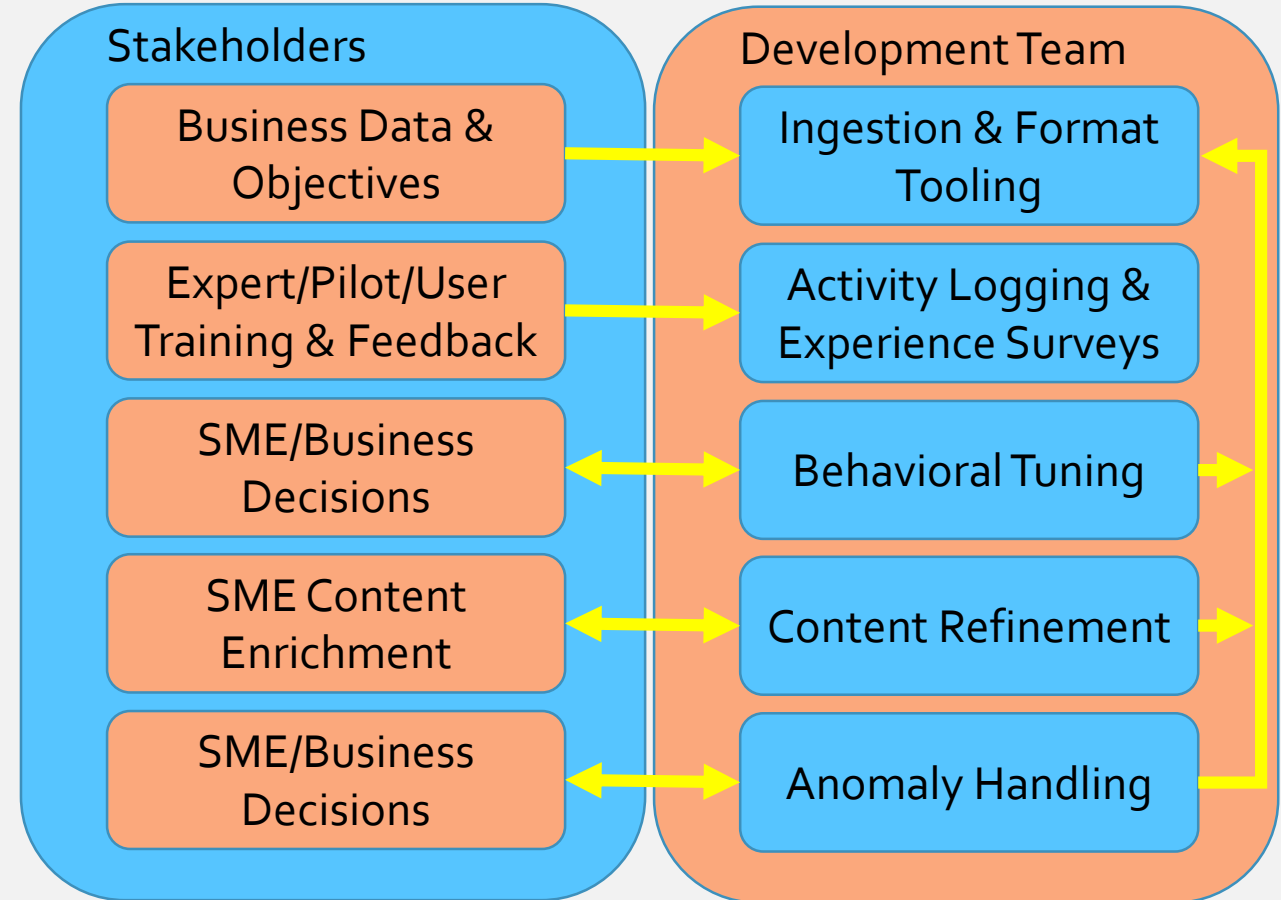 Stakeholders
Business Data &
Objectives
Expert/Pilot/User
Training & Feedback
SME/Business
Decisions
SME Content
Enrichment
SME/Business
Decisions
Development Team
Ingestion & Format
Tooling
Activity Logging &
Experience Surveys
Behavioral Tuning
Content Refinement
Anomaly Handling